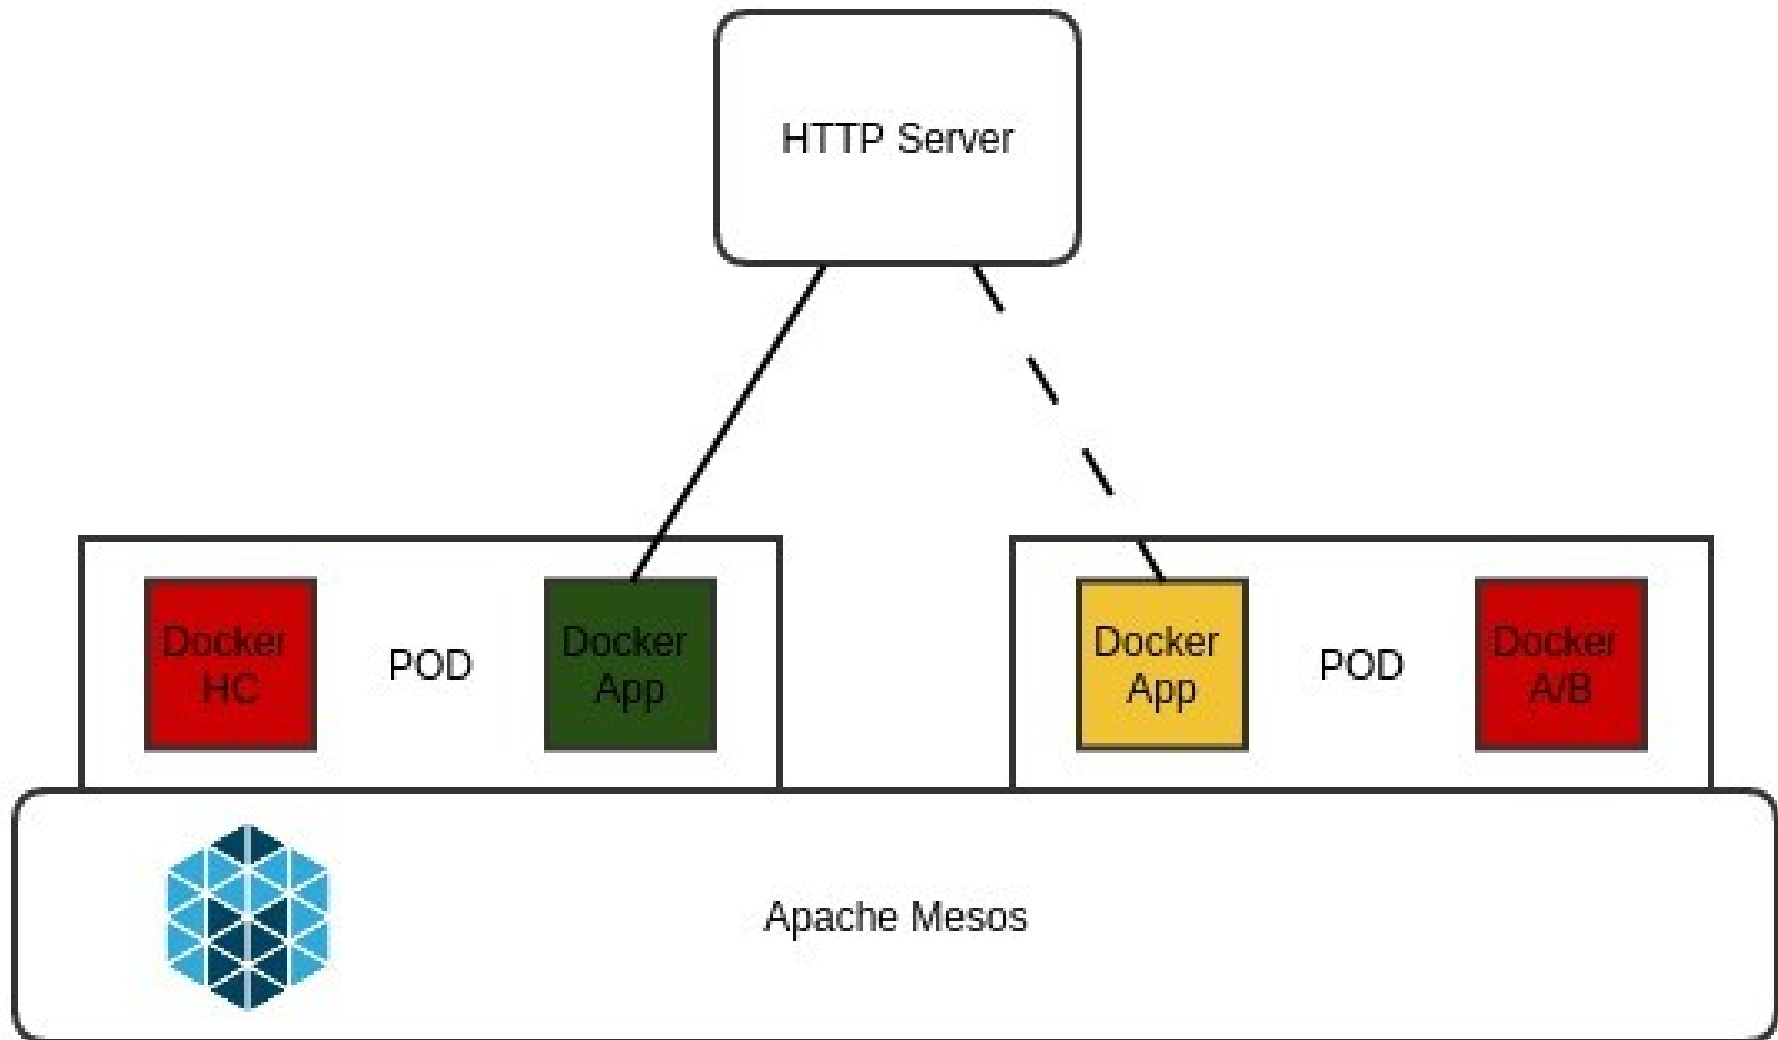 HTTP Server
Docker
HC
POD
Docker
App
Docker
App
POD
Docker
A/B
Apache Mesos